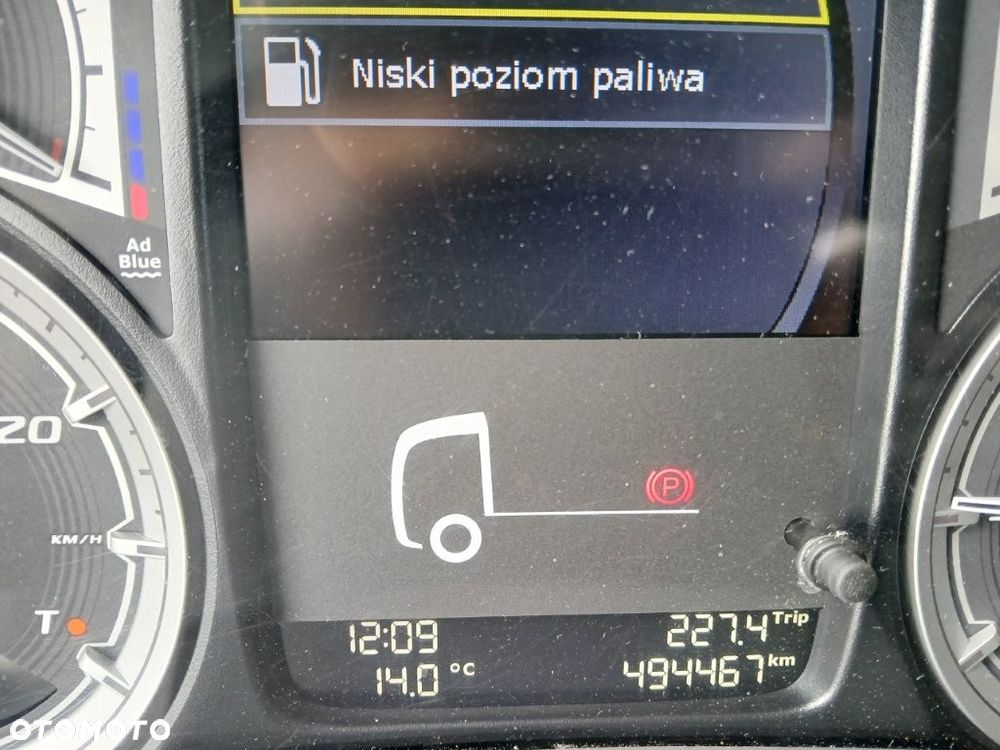 Niski poziom paliwa
Ad
Blue
20
KM/H
P
T
12:09
227.4 Trip
14.0 °C
494467 km
OTOMOTO